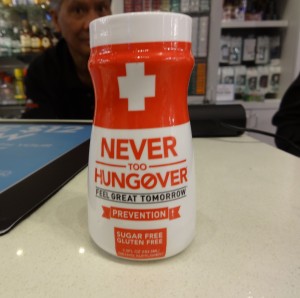 NEVER
TOO
HUNGOVER
FEEL GREAT TOMORROW
PREVENTION
SUGAR FREE
GLUTEN FREE